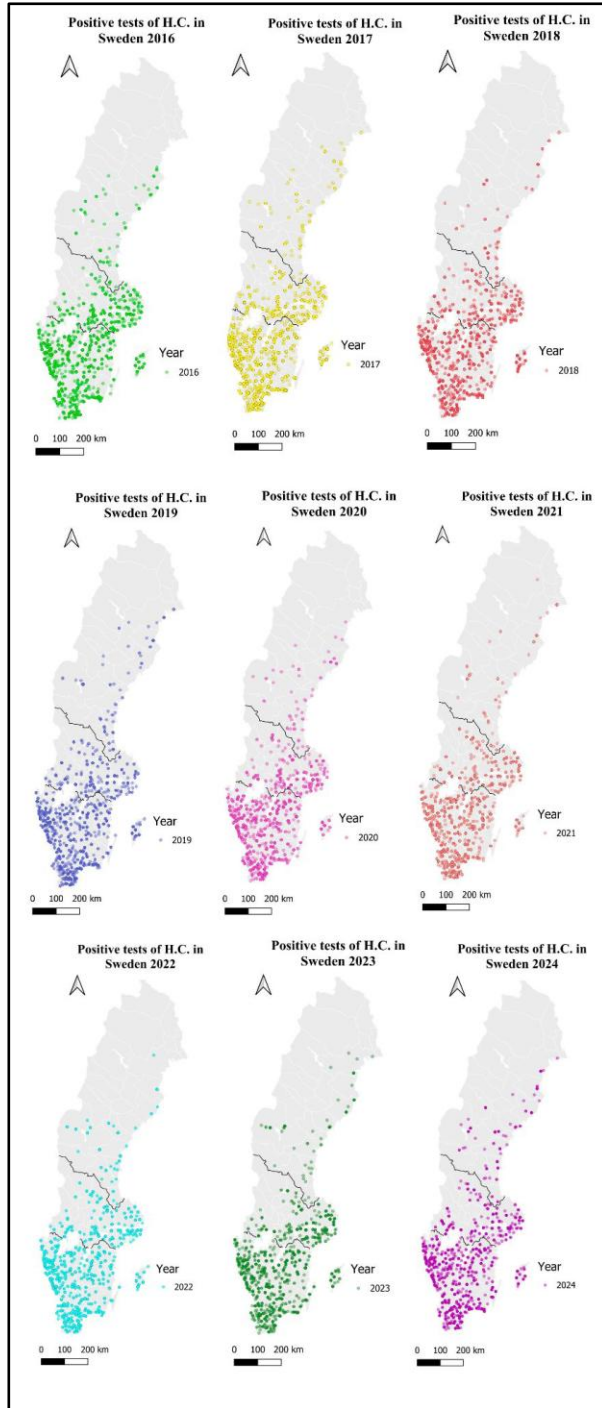 Positive tests of H.C. in
Sweden 2016
Positive tests of H.C. in
Sweden 2017
Positive tests of H.C. in
Sweden 2018
Year
2016
0 100 200 km
Year
2017
0 100 200 km
Year
2018
0 100 200 km
Positive tests of H.C. in
Sweden 2019
Positive tests of H.C. in
Sweden 2020
Positive tests of H.C. in
Sweden 2021
Year
2019
0 100 200 km
Year
2020
0 100 200 km
Year
2021
0 100 200 km
Positive tests of H.C. in
Sweden 2022
Positive tests of H.C. in
Sweden 2023
Positive tests of H.C. in
Sweden 2024
Year
2022
0 100 200 km
Year
2023
0 100 200 km
Year
2024
0 100 200 km